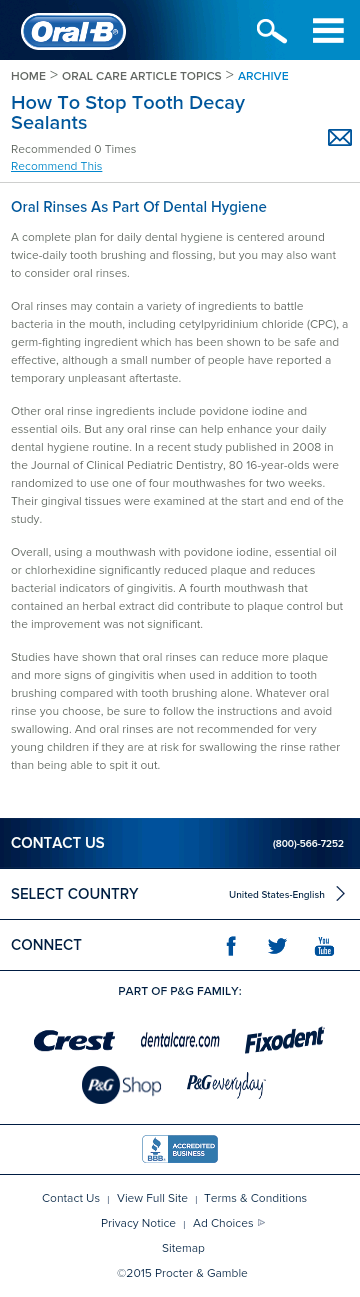 Oral-B
HOME > ORAL CARE ARTICLE TOPICS > ARCHIVE
How To Stop Tooth Decay
Sealants
Recommended 0 Times
Recommend This
Oral Rinses As Part Of Dental Hygiene
A complete plan for daily dental hygiene is centered around
twice-daily tooth brushing and flossing, but you may also want
to consider oral rinses.
Oral rinses may contain a variety of ingredients to battle
bacteria in the mouth, including cetylpyridinium chloride (CPC), a
germ-fighting ingredient which has been shown to be safe and
effective, although a small number of people have reported a
temporary unpleasant aftertaste.
Other oral rinse ingredients include povidone iodine and
essential oils. But any oral rinse can help enhance your daily
dental hygiene routine. In a recent study published in 2008 in
the Journal of Clinical Pediatric Dentistry, 80 16-year-olds were
randomized to use one of four mouthwashes for two weeks.
Their gingival tissues were examined at the start and end of the
study.
Overall, using a mouthwash with povidone iodine, essential oil
or chlorhexidine significantly reduced plaque and reduces
bacterial indicators of gingivitis. A fourth mouthwash that
contained an herbal extract did contribute to plaque control but
the improvement was not significant.
Studies have shown that oral rinses can reduce more plaque
and more signs of gingivitis when used in addition to tooth
brushing compared with tooth brushing alone. Whatever oral
rinse you choose, be sure to follow the instructions and avoid
swallowing. And oral rinses are not recommended for very
young children if they are at risk for swallowing the rinse rather
than being able to spit it out.
CONTACT US (800)-566-7252
SELECT COUNTRY United States-English
CONNECT f You Tube
PART OF P&G FAMILY:
Crest dentalcare.com Fixodent
P&G Shop P&G everyday
BBB ACCREDITED BUSINESS
Contact Us | View Full Site | Terms & Conditions
Privacy Notice | Ad Choices
Sitemap
©2015 Procter & Gamble